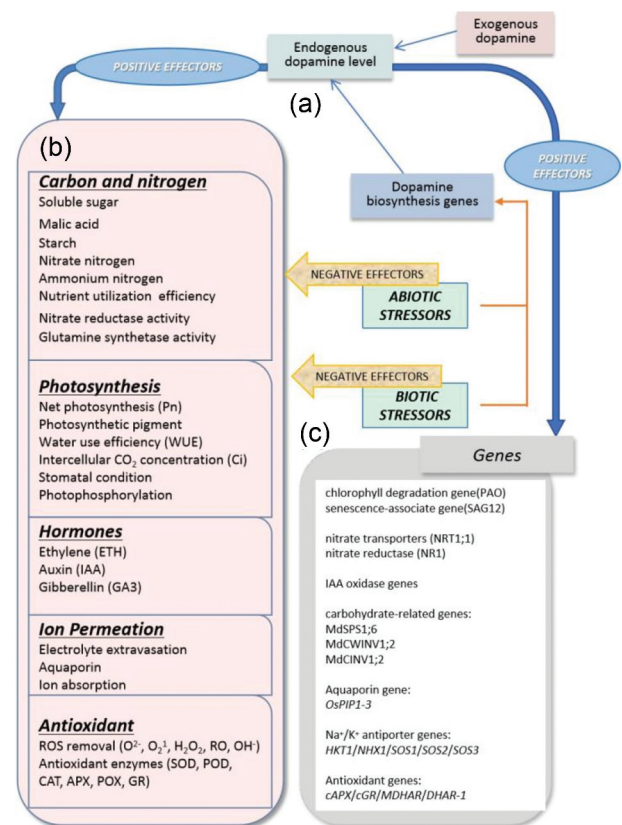 Exogenous
dopamine
Endogenous
dopamine level
POSITIVE EFFECTORS
(a)
POSITIVE
EFFECTORS
Dopamine
biosynthesis genes
NEGATIVE EFFECTORS
ABIOTIC
STRESSORS
NEGATIVE EFFECTORS
BIOTIC
STRESSORS
(b)
Carbon and nitrogen
Soluble sugar
Malic acid
Starch
Nitrate nitrogen
Ammonium nitrogen
Nutrient utilization efficiency
Nitrate reductase activity
Glutamine synthetase activity
Photosynthesis
Net photosynthesis (Pn)
Photosynthetic pigment
Water use efficiency (WUE)
Intercellular CO₂ concentration (Ci)
Stomatal condition
Photophosphorylation
Hormones
Ethylene (ETH)
Auxin (IAA)
Gibberellin (GA3)
Ion Permeation
Electrolyte extravasation
Aquaporin
Ion absorption
Antioxidant
ROS removal (O²⁻, O₂¹, H₂O₂, RO, OH⁻)
Antioxidant enzymes (SOD, POD,
CAT, APX, POX, GR)
(c)
Genes
chlorophyll degradation gene(PAO)
senescence-associate gene(SAG12)
nitrate transporters (NRT1;1)
nitrate reductase (NR1)
IAA oxidase genes
carbohydrate-related genes:
MdSPS1;6
MdCWINV1;2
MdCINV1;2
Aquaporin gene:
OsPIP1-3
Na⁺/K⁺ antiporter genes:
HKT1/NHX1/SOS1/SOS2/SOS3
Antioxidant genes:
cAPX/cGR/MDHAR/DHAR-1